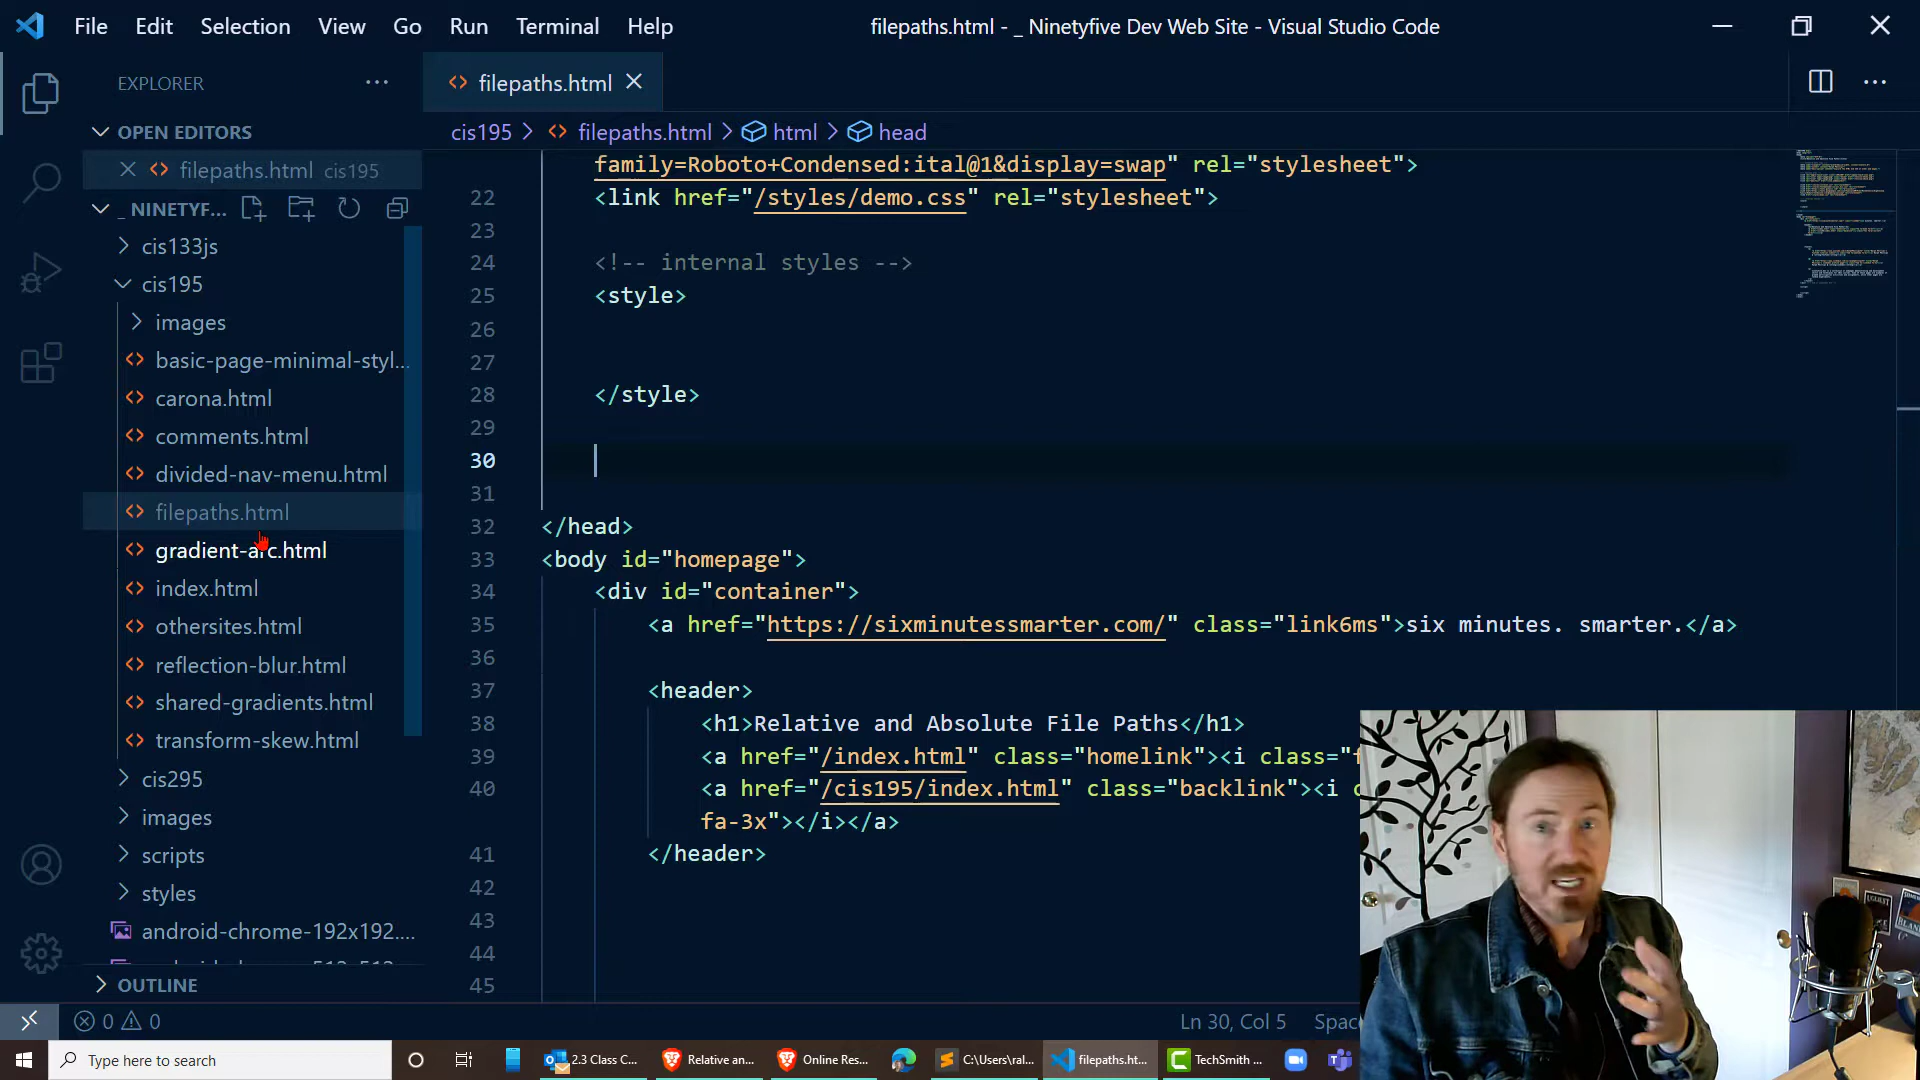 File Edit Selection View Go Run Terminal Help
filepaths.html - _ Ninetyfive Dev Web Site - Visual Studio Code
EXPLORER ...
OPEN EDITORS
filepaths.html cis195
_ NINETYF...
cis133js
cis195
images
basic-page-minimal-styl...
carona.html
comments.html
divided-nav-menu.html
filepaths.html
gradient-arc.html
index.html
othersites.html
reflection-blur.html
shared-gradients.html
transform-skew.html
cis295
images
scripts
styles
android-chrome-192x192....
OUTLINE
filepaths.html
cis195 > filepaths.html > html > head
family=Roboto+Condensed:ital@1&display=swap" rel="stylesheet">
22 <link href="/styles/demo.css" rel="stylesheet">
23
24 <!-- internal styles -->
25 <style>
26
27
28 </style>
29
30
31
32 </head>
33 <body id="homepage">
34 <div id="container">
35 <a href="https://sixminutessmarter.com/" class="link6ms">six minutes. smarter.</a>
36
37 <header>
38 <h1>Relative and Absolute File Paths</h1>
39 <a href="/index.html" class="homelink"><i class="f
40 <a href="/cis195/index.html" class="backlink"><i c
fa-3x"></i></a>
41 </header>
42
43
44
45
0 0
Ln 30, Col 5 Spac
Type here to search
2.3 Class C...
Relative an...
Online Res...
C:\Users\ral...
filepaths.ht...
TechSmith ...